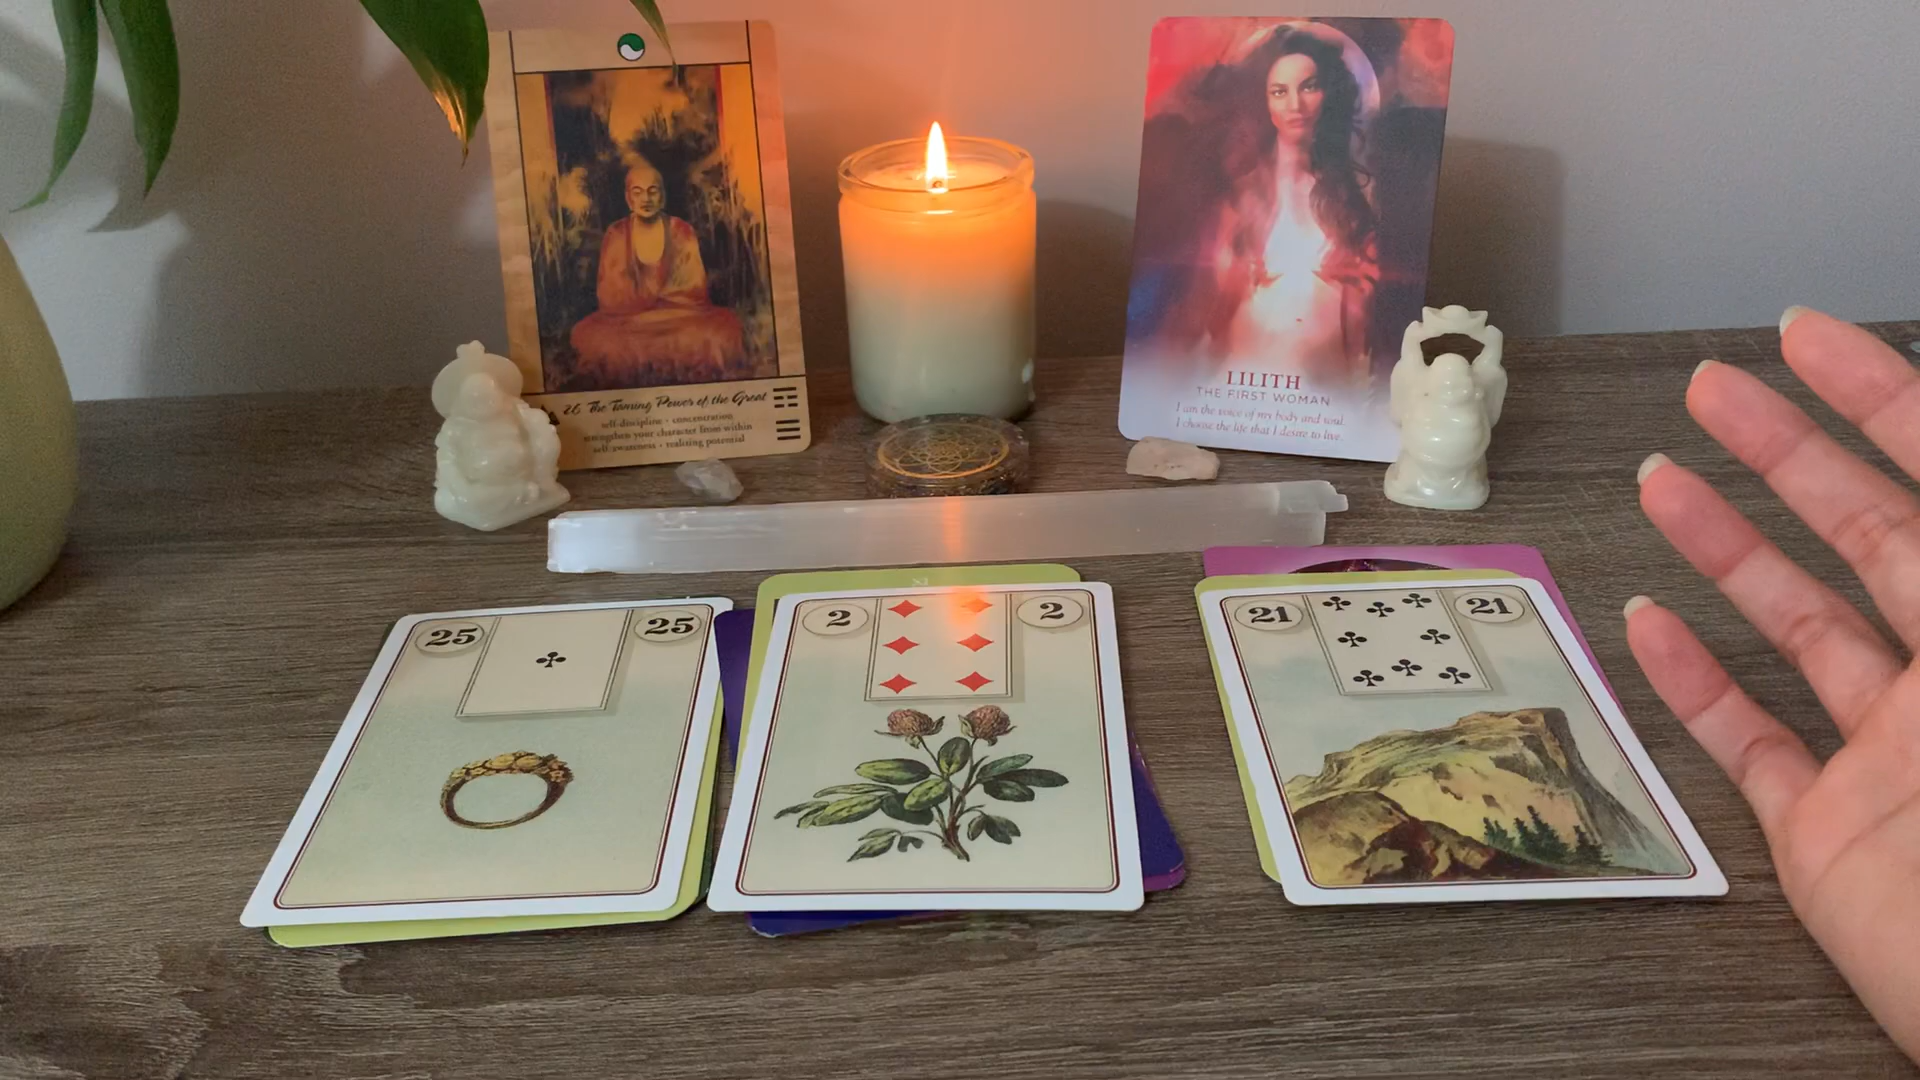 26 The Taming Power of the Great
self-discipline · concentration
strengthen your character from within
self-awareness · realizing potential
LILITH
THE FIRST WOMAN
I am the voice of my body and soul.
I choose the life that I desire to live.
25 25
2 2
21 21